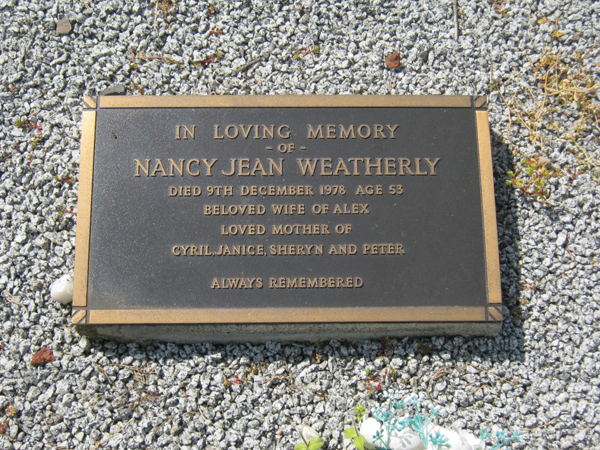 IN LOVING MEMORY
- OF -
NANCY JEAN WEATHERLY
DIED 9TH DECEMBER 1978 AGE 53
BELOVED WIFE OF ALEX
LOVED MOTHER OF
CYRIL, JANICE, SHERYN AND PETER
ALWAYS REMEMBERED